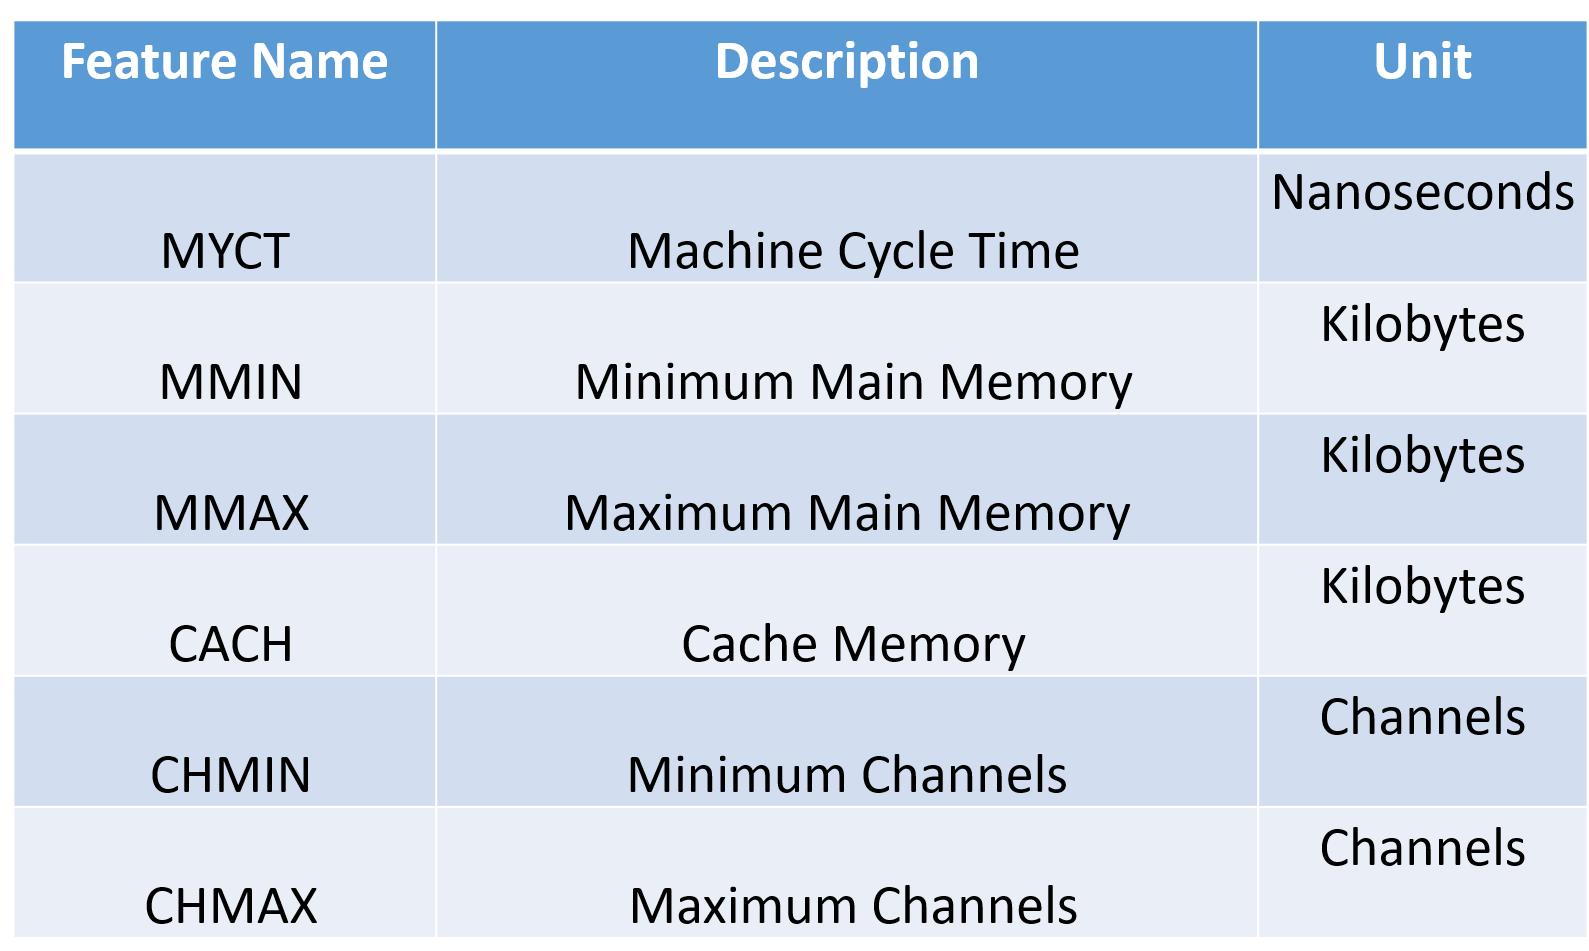 Feature Name Description Unit
MYCT Machine Cycle Time Nanoseconds
MMIN Minimum Main Memory Kilobytes
MMAX Maximum Main Memory Kilobytes
CACH Cache Memory Kilobytes
CHMIN Minimum Channels Channels
CHMAX Maximum Channels Channels